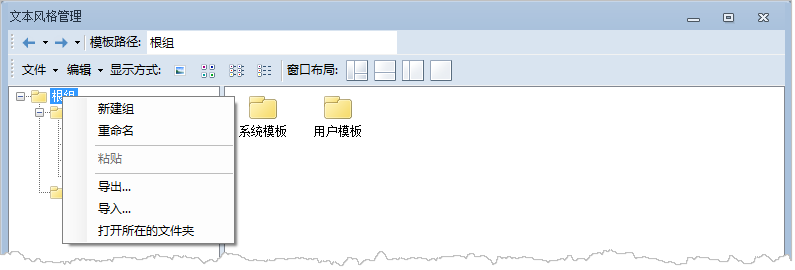 文本风格管理
模板路径: 根组
文件 编辑 显示方式: 窗口布局:
根组
新建组
重命名
粘贴
导出...
导入...
打开所在的文件夹
系统模板 用户模板